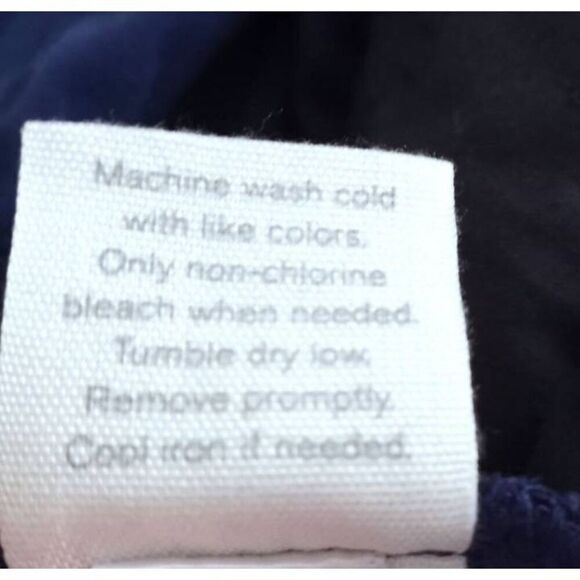 Machine wash cold
with like colors.
Only non-chlorine
bleach when needed.
Tumble dry low.
Remove promptly.
Cool iron if needed.